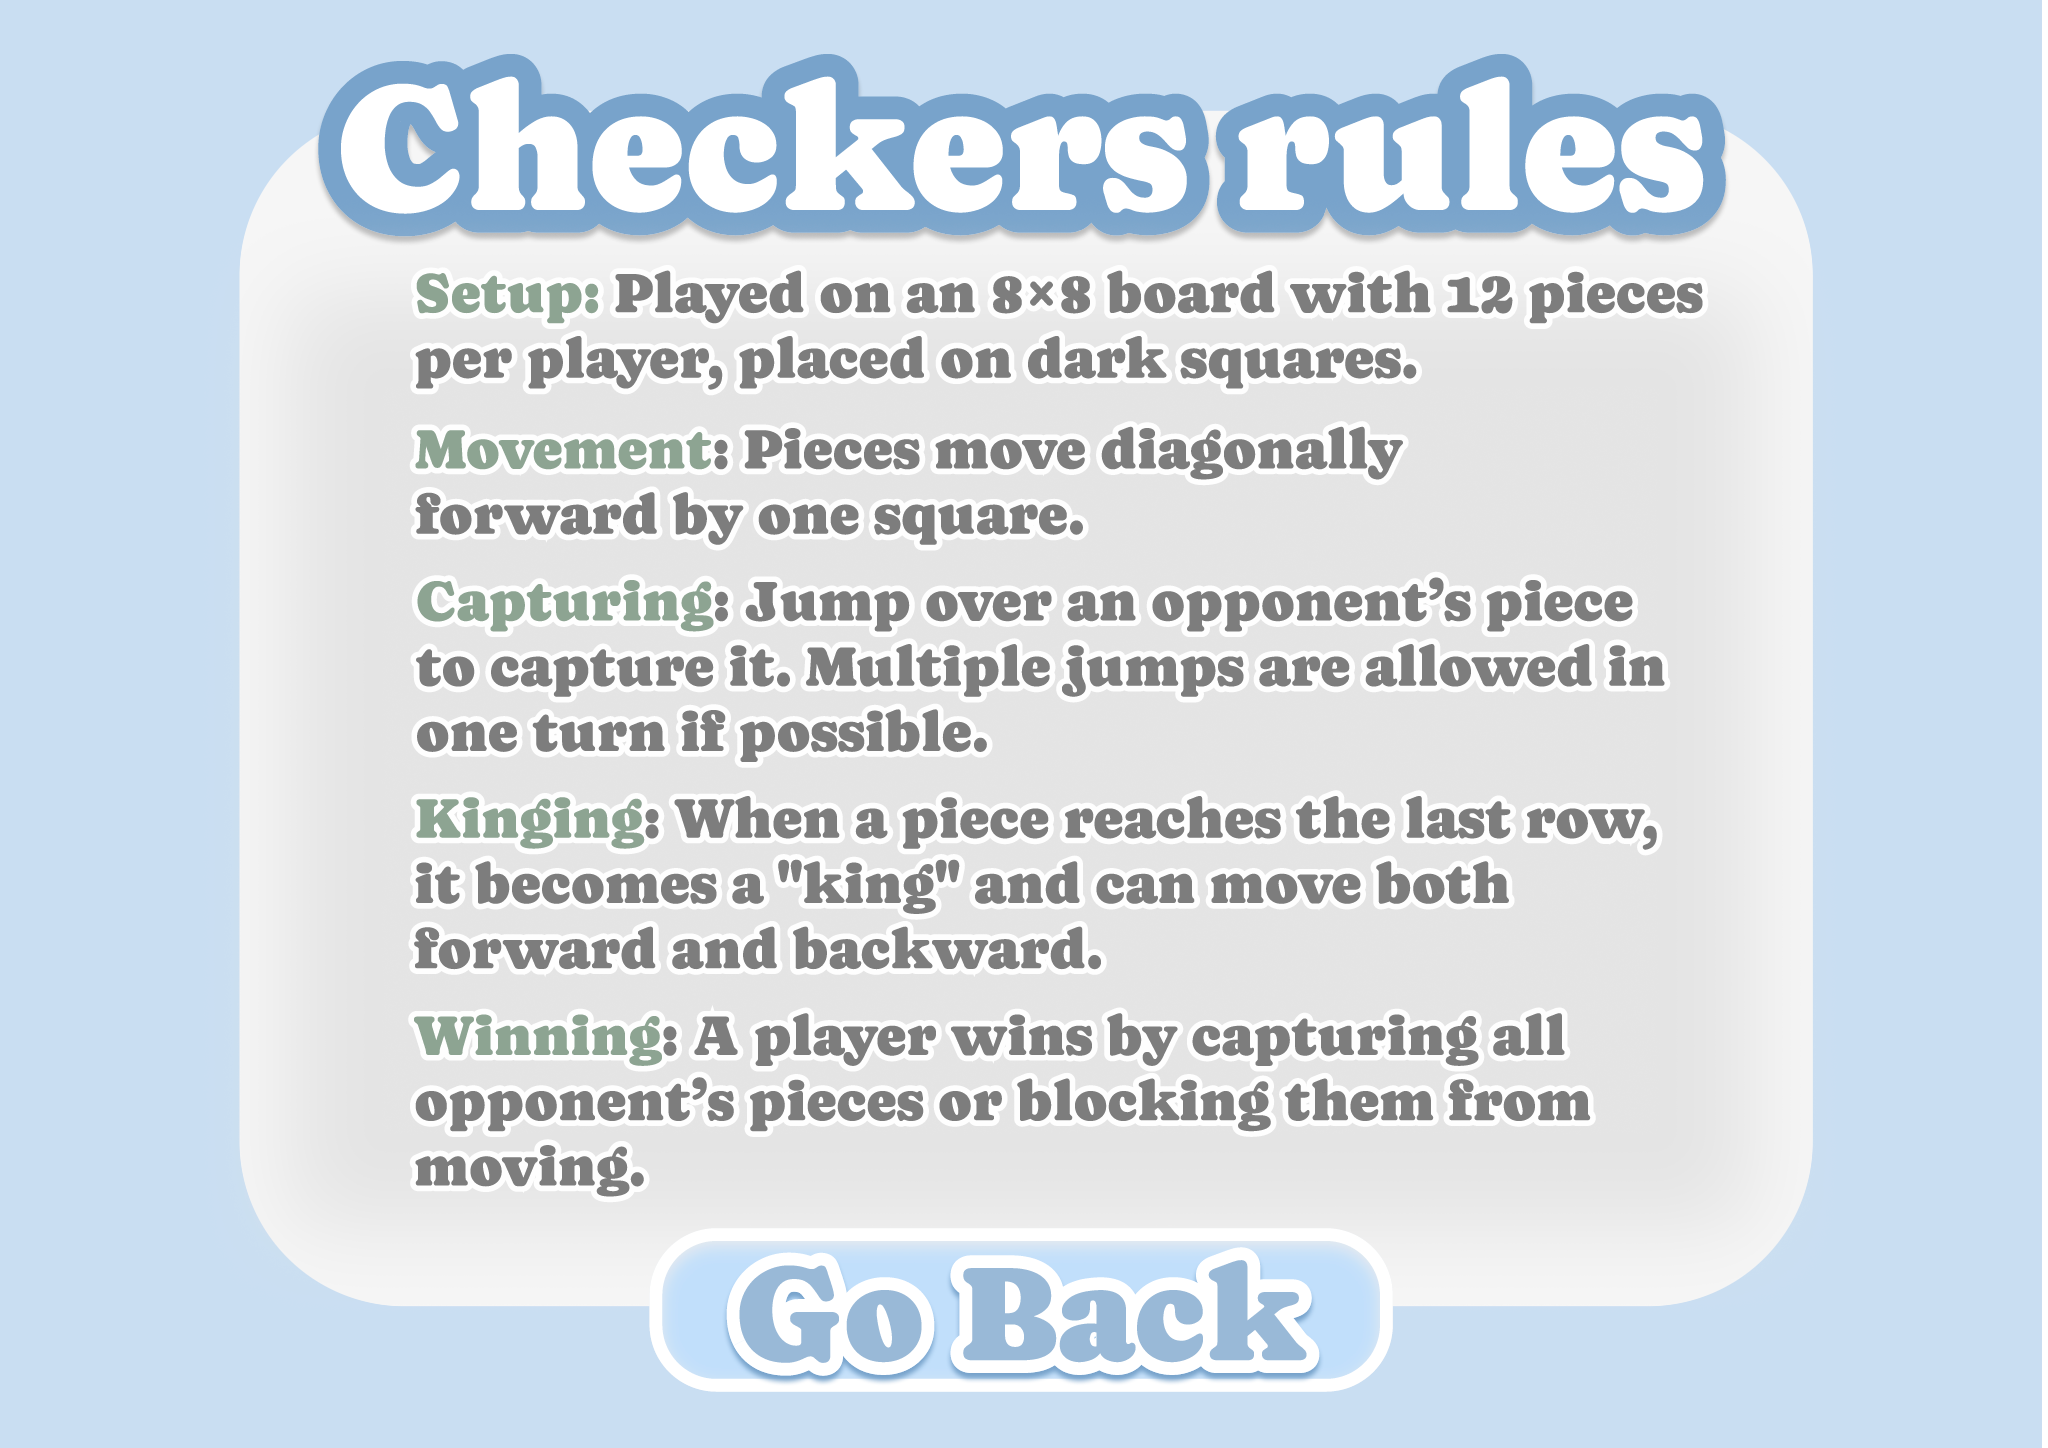 Checkers rules
Setup: Played on an 8×8 board with 12 pieces
per player, placed on dark squares.
Movement: Pieces move diagonally
forward by one square.
Capturing: Jump over an opponent’s piece
to capture it. Multiple jumps are allowed in
one turn if possible.
Kinging: When a piece reaches the last row,
it becomes a "king" and can move both
forward and backward.
Winning: A player wins by capturing all
opponent’s pieces or blocking them from
moving.
Go Back